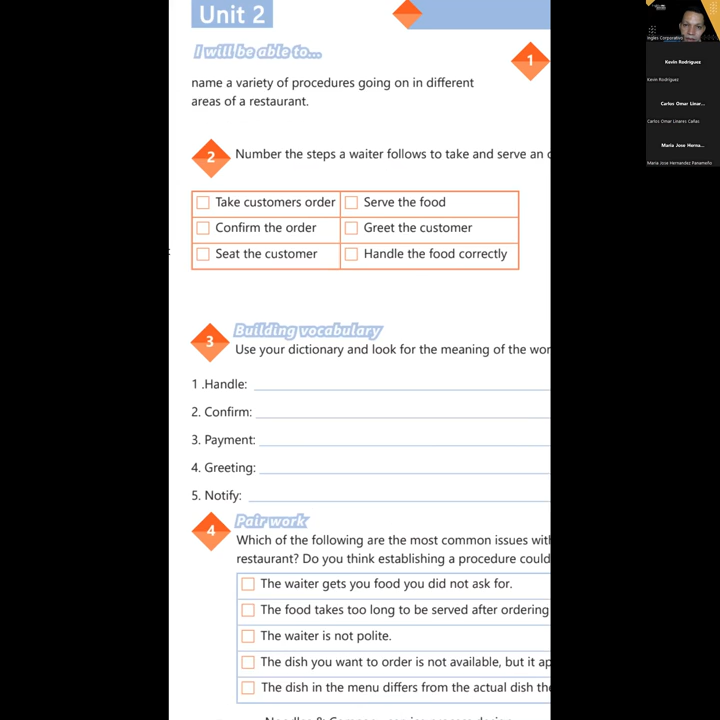 Unit 2
I will be able to...
1
name a variety of procedures going on in different
areas of a restaurant.
2
Number the steps a waiter follows to take and serve an
Take customers order
Serve the food
Confirm the order
Greet the customer
Seat the customer
Handle the food correctly
3
Building vocabulary
Use your dictionary and look for the meaning of the
1 .Handle:
2. Confirm:
3. Payment:
4. Greeting:
5. Notify:
4
Pair work
Which of the following are the most common issues
restaurant? Do you think establishing a procedure could
The waiter gets you food you did not ask for.
The food takes too long to be served after ordering
The waiter is not polite.
The dish you want to order is not available, but it
The dish in the menu differs from the actual dish
Ingles Corporativo
Kevin Rodriguez
Kevin Rodriguez
Carlos Omar Linar...
Carlos Omar Linares Cañas
Maria Jose Herna...
Maria Jose Hernandez Panameño